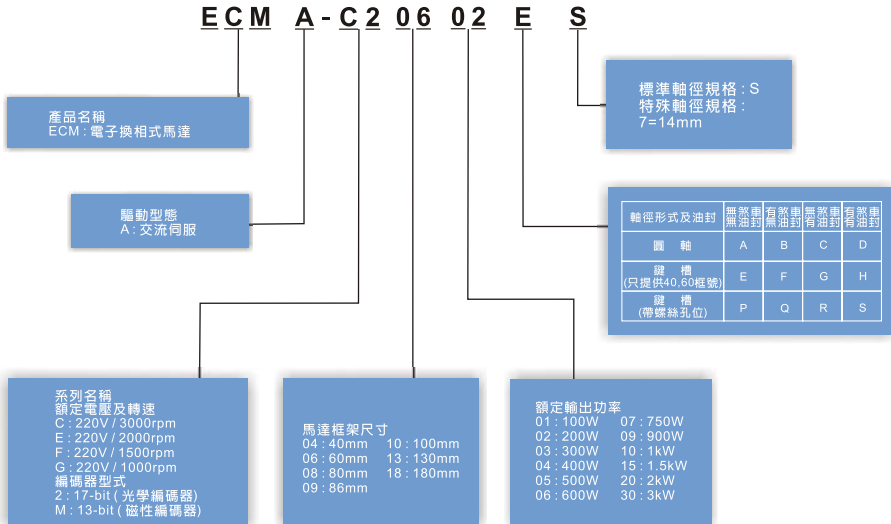 ECM A-C2 06 02 E S
產品名稱
ECM : 電子換相式馬達
驅動型態
A : 交流伺服
標準軸徑規格 : S
特殊軸徑規格 :
7=14mm
軸徑形式及油封 無煞車無油封 有煞車無油封 無煞車有油封 有煞車有油封
圓 軸 A B C D
鍵 槽
(只提供40,60框號) E F G H
鍵 槽
(帶螺絲孔位) P Q R S
系列名稱
額定電壓及轉速
C : 220V / 3000rpm
E : 220V / 2000rpm
F : 220V / 1500rpm
G : 220V / 1000rpm
編碼器型式
2 : 17-bit ( 光學編碼器)
M : 13-bit ( 磁性編碼器)
馬達框架尺寸
04 : 40mm 10 : 100mm
06 : 60mm 13 : 130mm
08 : 80mm 18 : 180mm
09 : 86mm
額定輸出功率
01 : 100W 07 : 750W
02 : 200W 09 : 900W
03 : 300W 10 : 1kW
04 : 400W 15 : 1.5kW
05 : 500W 20 : 2kW
06 : 600W 30 : 3kW